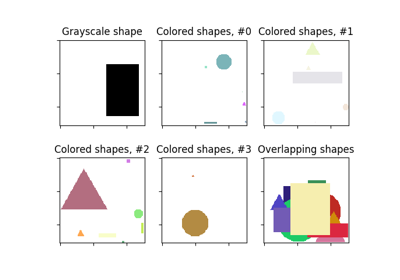 Grayscale shape
Colored shapes, #0
Colored shapes, #1
Colored shapes, #2
Colored shapes, #3
Overlapping shapes